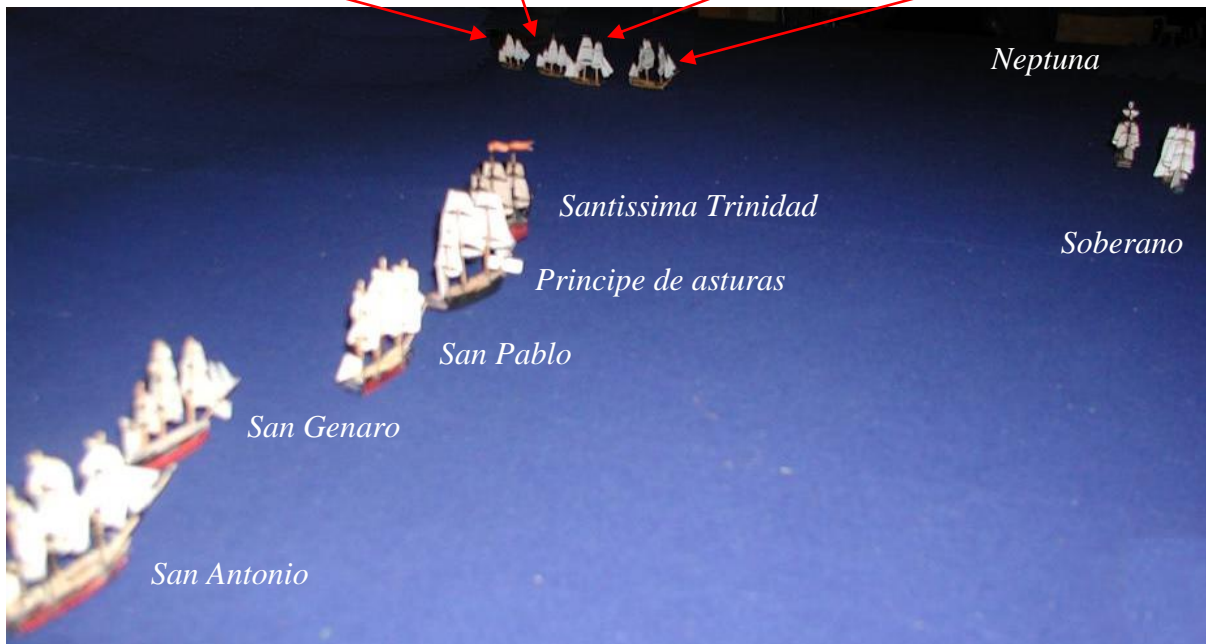 Neptuna
Santissima Trinidad
Soberano
Principe de asturas
San Pablo
San Genaro
San Antonio